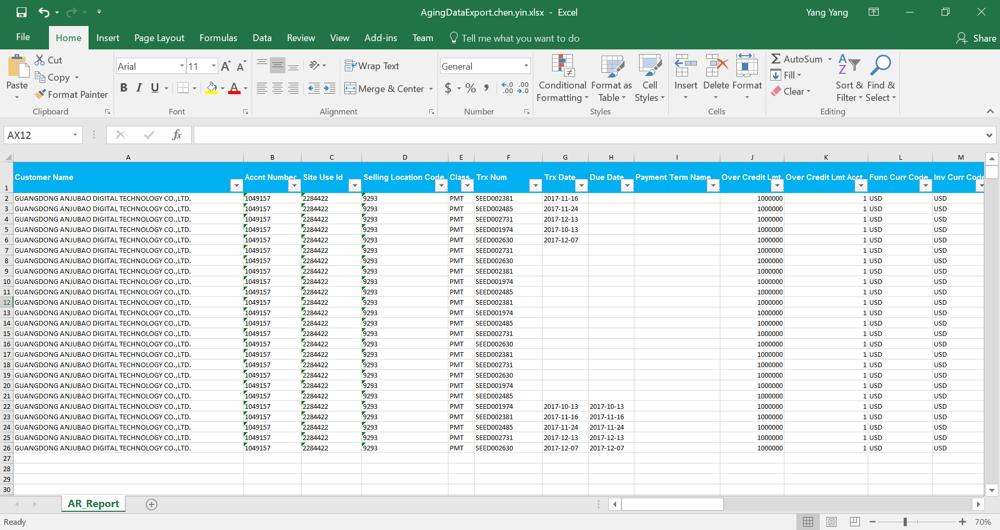 AgingDataExport.chen.yin.xlsx - Excel
Yang Yang
File Home Insert Page Layout Formulas Data Review View Add-ins Team Tell me what you want to do Share
Paste
Cut
Copy
Format Painter
Clipboard
Arial 11
B I U
Font
Wrap Text
Merge & Center
Alignment
General
$ %
Number
Conditional Formatting
Format as Table
Cell Styles
Styles
Insert Delete Format
Cells
AutoSum
Fill
Clear
Sort & Filter
Find & Select
Editing
AX12
fx
A B C D E F G H I J K L M
1 Customer Name Accnt Number Site Use Id Selling Location Code Class Trx Num Trx Date Due Date Payment Term Name Over Credit Lmt Over Credit Lmt Acct Func Curr Code Inv Curr Code
2 GUANGDONG ANJUBAO DIGITAL TECHNOLOGY CO.,LTD. 1049157 2284422 9293 PMT SEED002381 2017-11-16 1000000 1 USD USD
3 GUANGDONG ANJUBAO DIGITAL TECHNOLOGY CO.,LTD. 1049157 2284422 9293 PMT SEED002485 2017-11-24 1000000 1 USD USD
4 GUANGDONG ANJUBAO DIGITAL TECHNOLOGY CO.,LTD. 1049157 2284422 9293 PMT SEED002731 2017-12-13 1000000 1 USD USD
5 GUANGDONG ANJUBAO DIGITAL TECHNOLOGY CO.,LTD. 1049157 2284422 9293 PMT SEED001974 2017-10-13 1000000 1 USD USD
6 GUANGDONG ANJUBAO DIGITAL TECHNOLOGY CO.,LTD. 1049157 2284422 9293 PMT SEED002630 2017-12-07 1000000 1 USD USD
7 GUANGDONG ANJUBAO DIGITAL TECHNOLOGY CO.,LTD. 1049157 2284422 9293 PMT SEED002731 1000000 1 USD USD
8 GUANGDONG ANJUBAO DIGITAL TECHNOLOGY CO.,LTD. 1049157 2284422 9293 PMT SEED002630 1000000 1 USD USD
9 GUANGDONG ANJUBAO DIGITAL TECHNOLOGY CO.,LTD. 1049157 2284422 9293 PMT SEED002381 1000000 1 USD USD
10 GUANGDONG ANJUBAO DIGITAL TECHNOLOGY CO.,LTD. 1049157 2284422 9293 PMT SEED001974 1000000 1 USD USD
11 GUANGDONG ANJUBAO DIGITAL TECHNOLOGY CO.,LTD. 1049157 2284422 9293 PMT SEED002485 1000000 1 USD USD
12 GUANGDONG ANJUBAO DIGITAL TECHNOLOGY CO.,LTD. 1049157 2284422 9293 PMT SEED002381 1000000 1 USD USD
13 GUANGDONG ANJUBAO DIGITAL TECHNOLOGY CO.,LTD. 1049157 2284422 9293 PMT SEED001974 1000000 1 USD USD
14 GUANGDONG ANJUBAO DIGITAL TECHNOLOGY CO.,LTD. 1049157 2284422 9293 PMT SEED002485 1000000 1 USD USD
15 GUANGDONG ANJUBAO DIGITAL TECHNOLOGY CO.,LTD. 1049157 2284422 9293 PMT SEED002731 1000000 1 USD USD
16 GUANGDONG ANJUBAO DIGITAL TECHNOLOGY CO.,LTD. 1049157 2284422 9293 PMT SEED002630 1000000 1 USD USD
17 GUANGDONG ANJUBAO DIGITAL TECHNOLOGY CO.,LTD. 1049157 2284422 9293 PMT SEED002381 1000000 1 USD USD
18 GUANGDONG ANJUBAO DIGITAL TECHNOLOGY CO.,LTD. 1049157 2284422 9293 PMT SEED002731 1000000 1 USD USD
19 GUANGDONG ANJUBAO DIGITAL TECHNOLOGY CO.,LTD. 1049157 2284422 9293 PMT SEED002630 1000000 1 USD USD
20 GUANGDONG ANJUBAO DIGITAL TECHNOLOGY CO.,LTD. 1049157 2284422 9293 PMT SEED001974 1000000 1 USD USD
21 GUANGDONG ANJUBAO DIGITAL TECHNOLOGY CO.,LTD. 1049157 2284422 9293 PMT SEED002485 1000000 1 USD USD
22 GUANGDONG ANJUBAO DIGITAL TECHNOLOGY CO.,LTD. 1049157 2284422 9293 PMT SEED001974 2017-10-13 2017-10-13 1000000 1 USD USD
23 GUANGDONG ANJUBAO DIGITAL TECHNOLOGY CO.,LTD. 1049157 2284422 9293 PMT SEED002381 2017-11-16 2017-11-16 1000000 1 USD USD
24 GUANGDONG ANJUBAO DIGITAL TECHNOLOGY CO.,LTD. 1049157 2284422 9293 PMT SEED002485 2017-11-24 2017-11-24 1000000 1 USD USD
25 GUANGDONG ANJUBAO DIGITAL TECHNOLOGY CO.,LTD. 1049157 2284422 9293 PMT SEED002731 2017-12-13 2017-12-13 1000000 1 USD USD
26 GUANGDONG ANJUBAO DIGITAL TECHNOLOGY CO.,LTD. 1049157 2284422 9293 PMT SEED002630 2017-12-07 2017-12-07 1000000 1 USD USD
27
28
29
30
AR_Report
Ready
70%